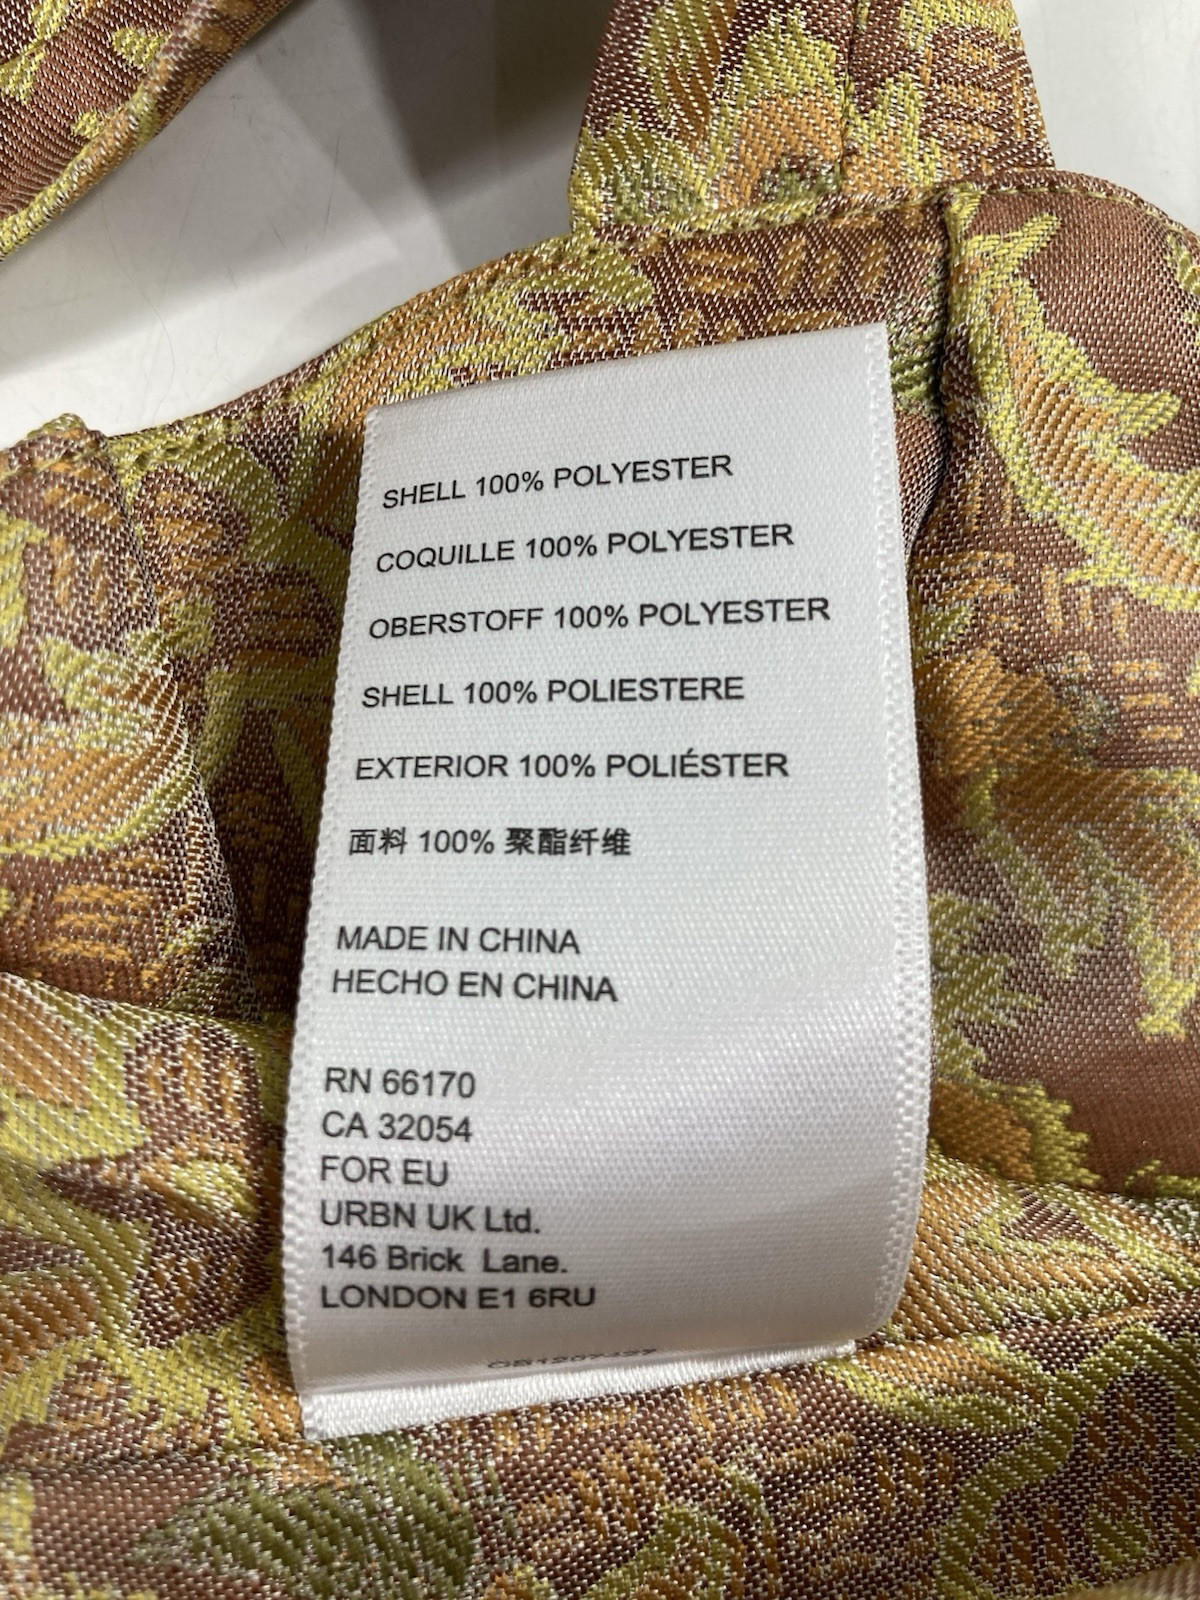 SHELL 100% POLYESTER
COQUILLE 100% POLYESTER
OBERSTOFF 100% POLYESTER
SHELL 100% POLIESTERE
EXTERIOR 100% POLIÉSTER
面料 100% 聚酯纤维
MADE IN CHINA
HECHO EN CHINA
RN 66170
CA 32054
FOR EU
URBN UK Ltd.
146 Brick Lane.
LONDON E1 6RU